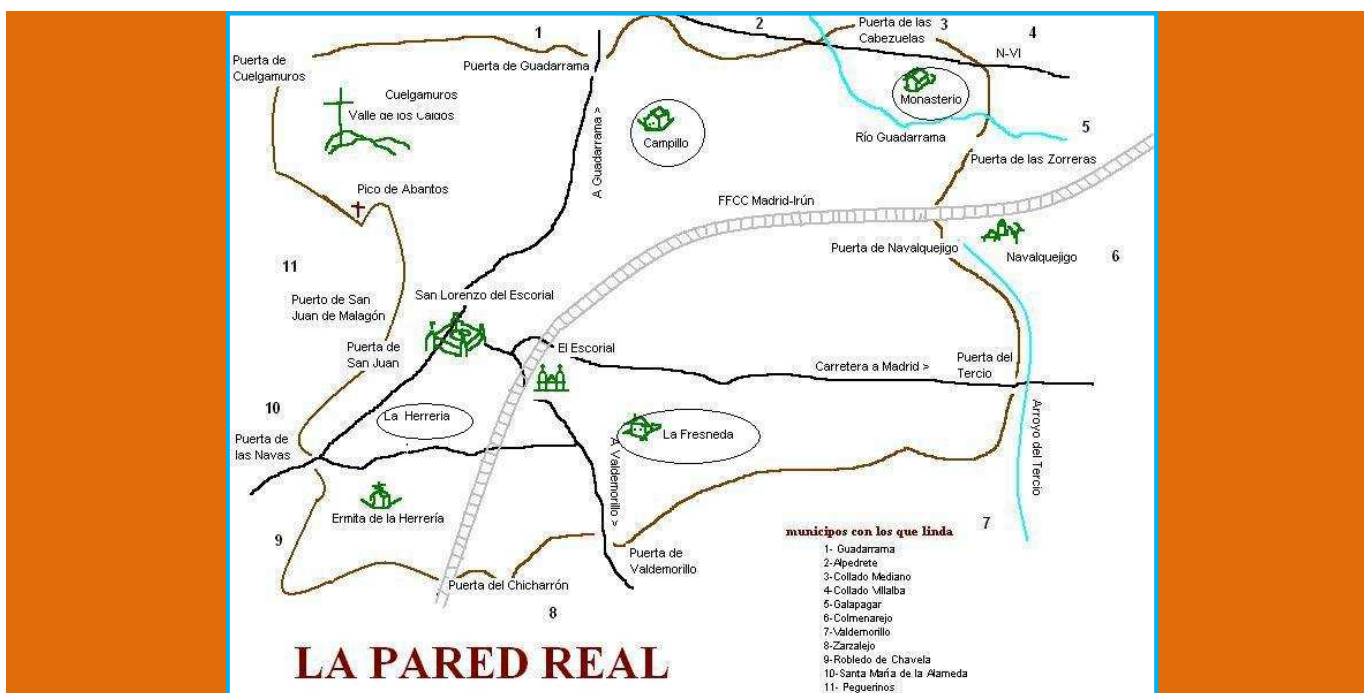 1
2
Puerta de las
Cabezuelas
3
4
N-VI
Puerta de
Cuelgamuros
Puerta de Guadarrama
Cuelgamuros
Valle de los Caidos
Monasterio
A Guadarrama >
Campillo
Río Guadarrama
5
Puerta de las Zorreras
Pico de Abantos
FFCC Madrid-Irún
Puerta de Navalquejigo
Navalquejigo
6
11
San Lorenzo del Escorial
Puerto de San
Juan de Malagón
Puerta de
San Juan
El Escorial
Carretera a Madrid >
Puerta del
Tercio
10
La Herreria
La Fresneda
Arroyo del Tercio
Puerta de
las Navas
A Valdemorillo >
Ermita de la Herrería
9
7
Puerta de
Valdemorillo
Puerta del Chicharrón
8
municipos con los que linda
1- Guadarrama
2-Alpedrete
3-Collado Mediano
4-Collado Villalba
5-Galapagar
6-Colmenarejo
7-Valdemorillo
8-Zarzalejo
9-Robledo de Chavela
10-Santa María de la Alameda
11- Peguerinos
LA PARED REAL